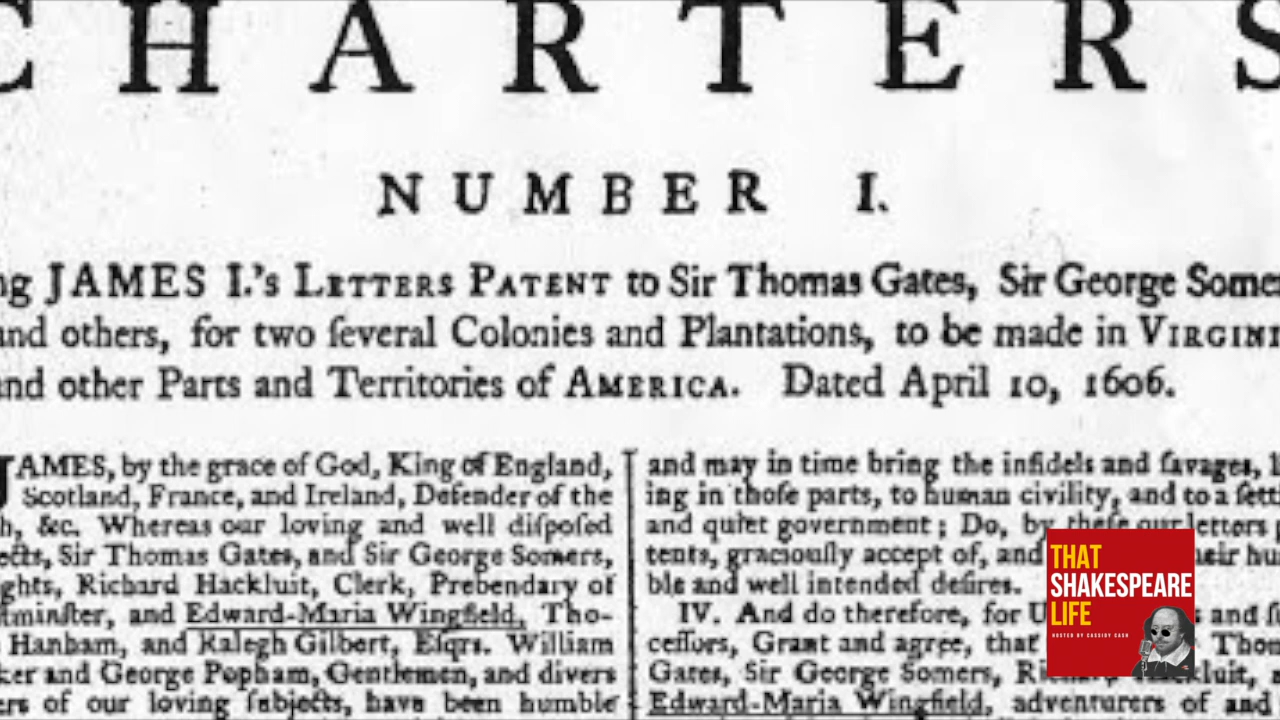 CHARTERS
NUMBER I.
ng JAMES I.'s LETTERS PATENT to Sir Thomas Gates, Sir George Somer
and others, for two ſeveral Colonies and Plantations, to be made in VIRGINI
and other Parts and Territories of AMERICA. Dated April 10, 1606.
JAMES, by the grace of God, King of England,
Scotland, France, and Ireland, Defender of the
h, &c. Whereas our loving and well diſpoſed
ects, Sir Thomas Gates, and Sir George Somers,
ghts, Richard Hackluit, Clerk, Prebendary of
tminſter, and Edward-Maria Wingfield, Tho-
Hanham, and Ralegh Gilbert Eſqrs. William
ker and George Popham, Gentlemen, and divers
ers of our loving ſubjects, have been humble
and may in time bring the infidels and ſavages, l
ing in thoſe parts, to human civility, and to a ſett
and quiet government; Do, by theſe our letters
tents, graciouſly accept of, and their hu
ble and well intended deſires.
IV. And do therefore, for and ſ
ceſſors, Grant and agree, that Thom
Gates, Sir George Somers, Ri kluit, a
Edward-Maria Wingfield, adventurers of and
THAT
SHAKESPEARE
LIFE
HOSTED BY CASSIDY CASH